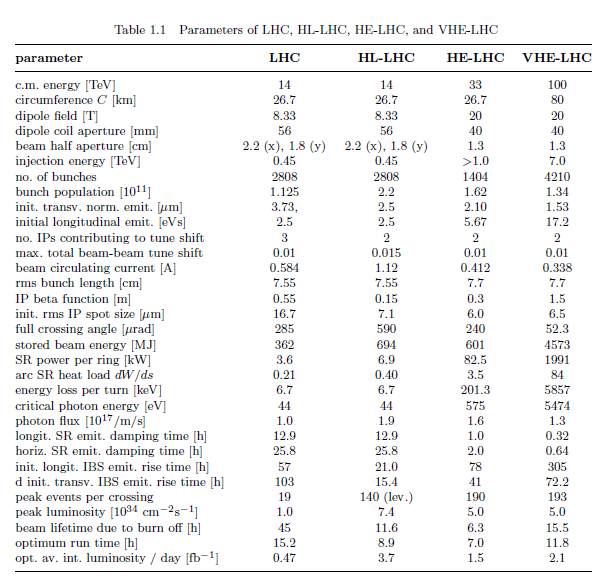 Table 1.1 Parameters of LHC, HL-LHC, HE-LHC, and VHE-LHC
parameter LHC HL-LHC HE-LHC VHE-LHC
c.m. energy [TeV] 14 14 33 100
circumference C [km] 26.7 26.7 26.7 80
dipole field [T] 8.33 8.33 20 20
dipole coil aperture [mm] 56 56 40 40
beam half aperture [cm] 2.2 (x), 1.8 (y) 2.2 (x), 1.8 (y) 1.3 1.3
injection energy [TeV] 0.45 0.45 >1.0 7.0
no. of bunches 2808 2808 1404 4210
bunch population [10¹¹] 1.125 2.2 1.62 1.34
init. transv. norm. emit. [μm] 3.73, 2.5 2.10 1.53
initial longitudinal emit. [eVs] 2.5 2.5 5.67 17.2
no. IPs contributing to tune shift 3 2 2 2
max. total beam-beam tune shift 0.01 0.015 0.01 0.01
beam circulating current [A] 0.584 1.12 0.412 0.338
rms bunch length [cm] 7.55 7.55 7.7 7.7
IP beta function [m] 0.55 0.15 0.3 1.5
init. rms IP spot size [μm] 16.7 7.1 6.0 6.5
full crossing angle [μrad] 285 590 240 52.3
stored beam energy [MJ] 362 694 601 4573
SR power per ring [kW] 3.6 6.9 82.5 1991
arc SR heat load dW/ds 0.21 0.40 3.5 84
energy loss per turn [keV] 6.7 6.7 201.3 5857
critical photon energy [eV] 44 44 575 5474
photon flux [10¹⁷/m/s] 1.0 1.9 1.6 1.3
longit. SR emit. damping time [h] 12.9 12.9 1.0 0.32
horiz. SR emit. damping time [h] 25.8 25.8 2.0 0.64
init. longit. IBS emit. rise time [h] 57 21.0 78 305
d init. transv. IBS emit. rise time [h] 103 15.4 41 72.2
peak events per crossing 19 140 (lev.) 190 193
peak luminosity [10³⁴ cm⁻²s⁻¹] 1.0 7.4 5.0 5.0
beam lifetime due to burn off [h] 45 11.6 6.3 15.5
optimum run time [h] 15.2 8.9 7.0 11.8
opt. av. int. luminosity / day [fb⁻¹] 0.47 3.7 1.5 2.1